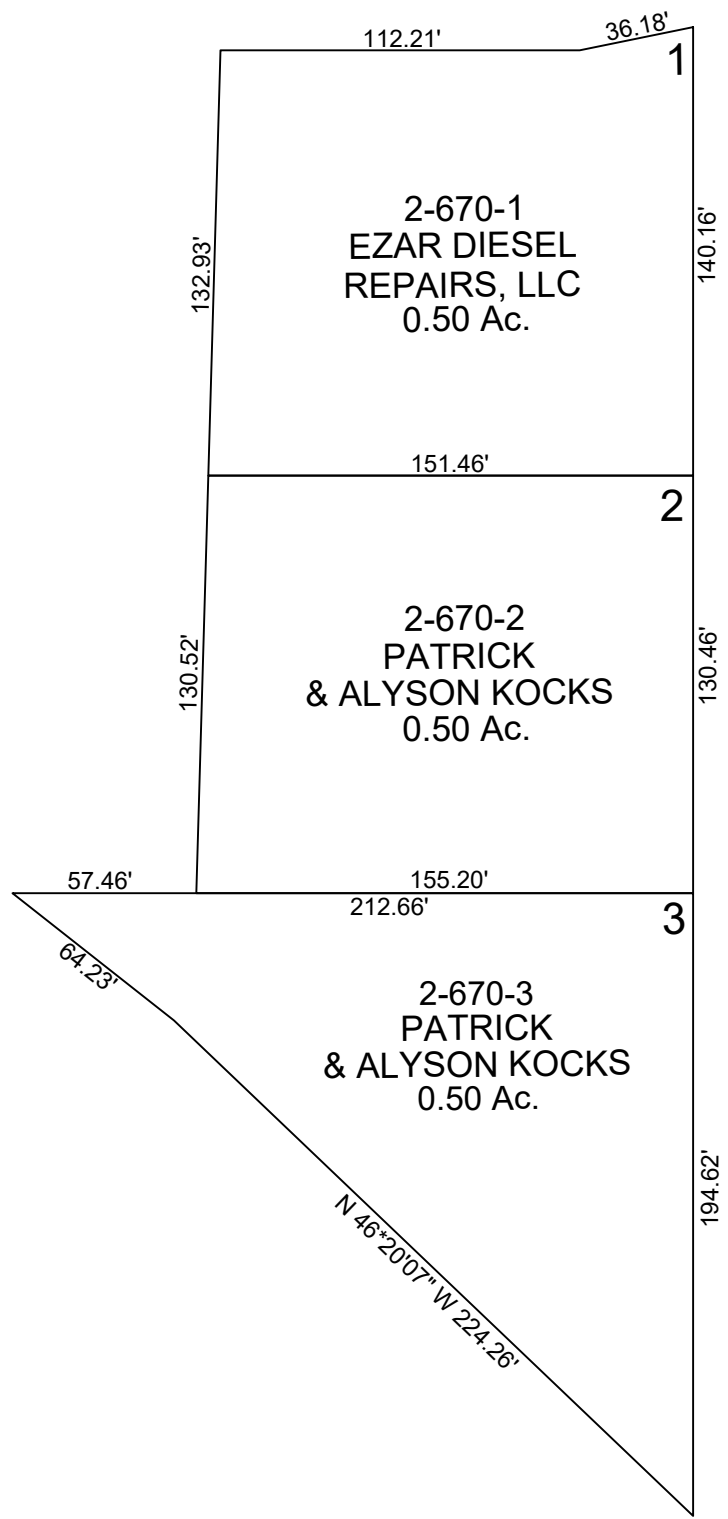 112.21'
36.18'
1
2-670-1
EZAR DIESEL
REPAIRS, LLC
0.50 Ac.
132.93'
140.16'
151.46'
2
2-670-2
PATRICK
& ALYSON KOCKS
0.50 Ac.
130.52'
130.46'
57.46'
155.20'
212.66'
3
64.23'
2-670-3
PATRICK
& ALYSON KOCKS
0.50 Ac.
194.62'
N 46*20'07" W 224.26'